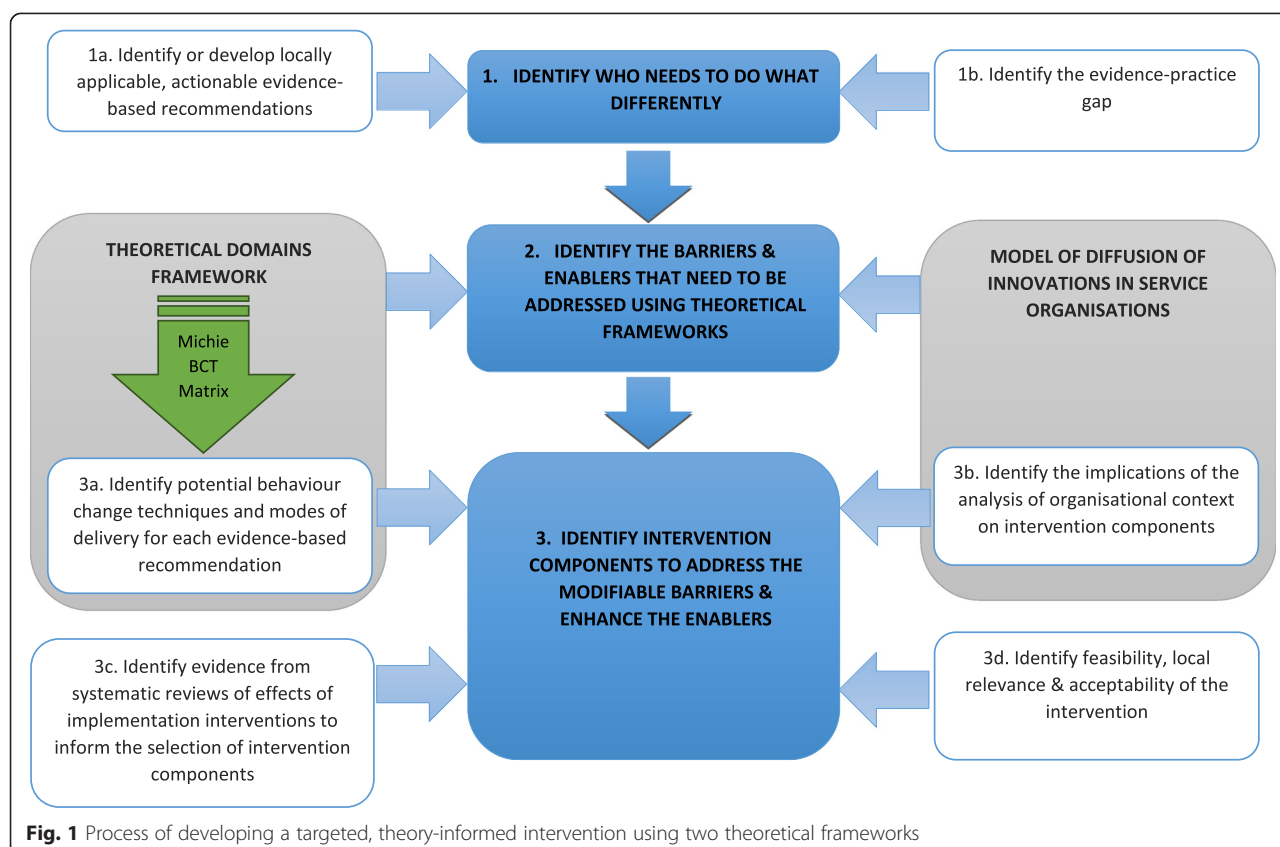 1a. Identify or develop locally
applicable, actionable evidence-
based recommendations
1. IDENTIFY WHO NEEDS TO DO WHAT
DIFFERENTLY
1b. Identify the evidence-practice
gap
THEORETICAL DOMAINS
FRAMEWORK
Michie
BCT
Matrix
2. IDENTIFY THE BARRIERS &
ENABLERS THAT NEED TO BE
ADDRESSED USING THEORETICAL
FRAMEWORKS
MODEL OF DIFFUSION OF
INNOVATIONS IN SERVICE
ORGANISATIONS
3a. Identify potential behaviour
change techniques and modes of
delivery for each evidence-based
recommendation
3. IDENTIFY INTERVENTION
COMPONENTS TO ADDRESS THE
MODIFIABLE BARRIERS &
ENHANCE THE ENABLERS
3b. Identify the implications of the
analysis of organisational context
on intervention components
3c. Identify evidence from
systematic reviews of effects of
implementation interventions to
inform the selection of intervention
components
3d. Identify feasibility, local
relevance & acceptability of the
intervention
Fig. 1 Process of developing a targeted, theory-informed intervention using two theoretical frameworks